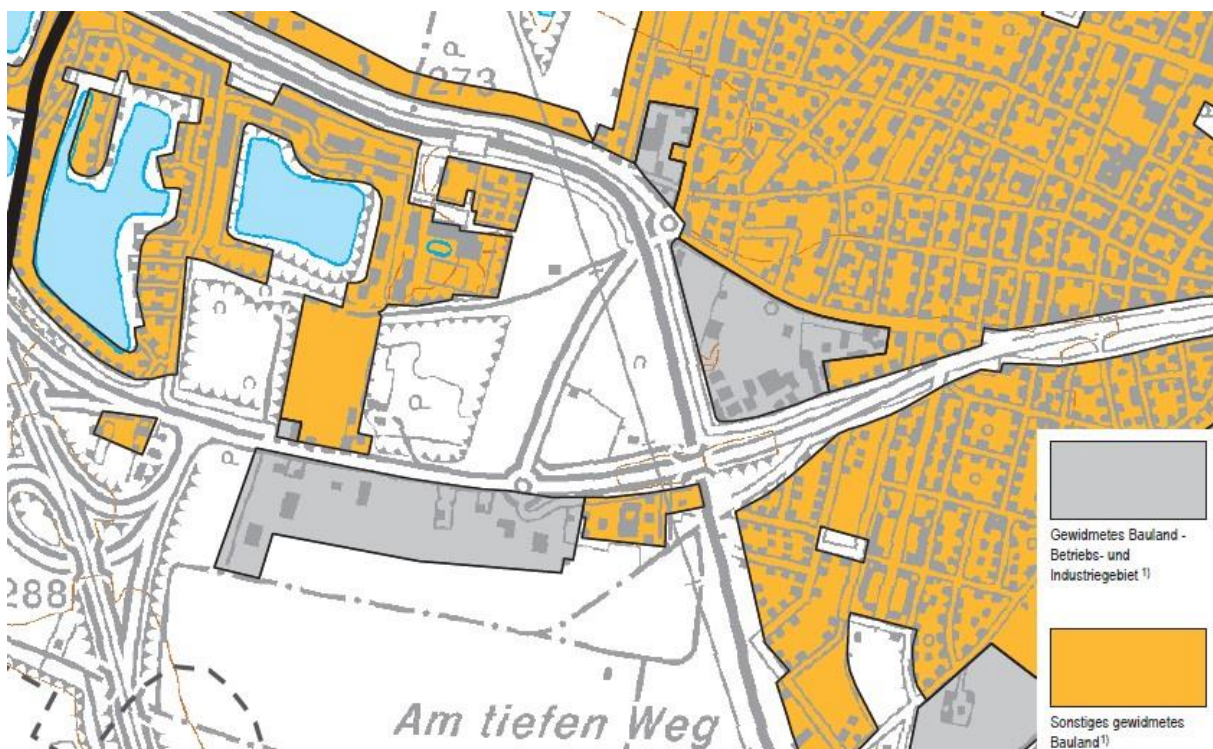 273
288
Am tiefen Weg
Gewidmetes Bauland -
Betriebs- und
Industriegebiet 1)
Sonstiges gewidmetes
Bauland1)